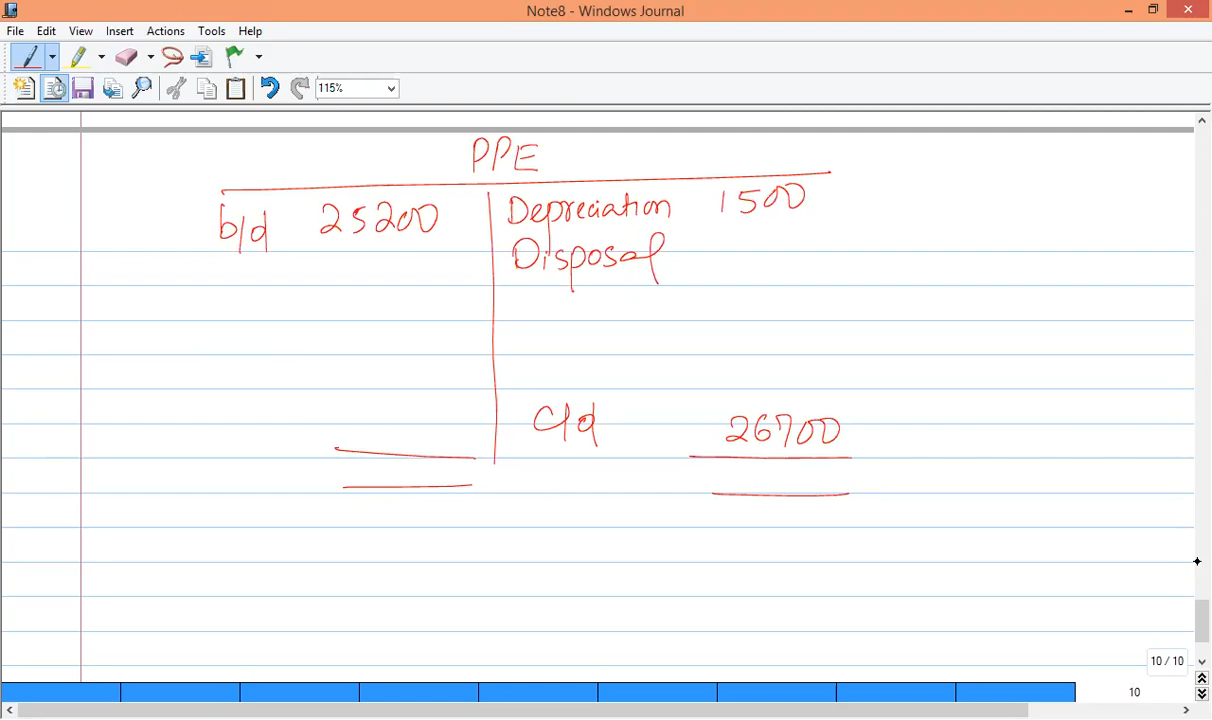 Note8 - Windows Journal
File Edit View Insert Actions Tools Help
115%
PPE
b/d 25200 Depreciation 1500
Disposal
C/d 26700
10 / 10
10